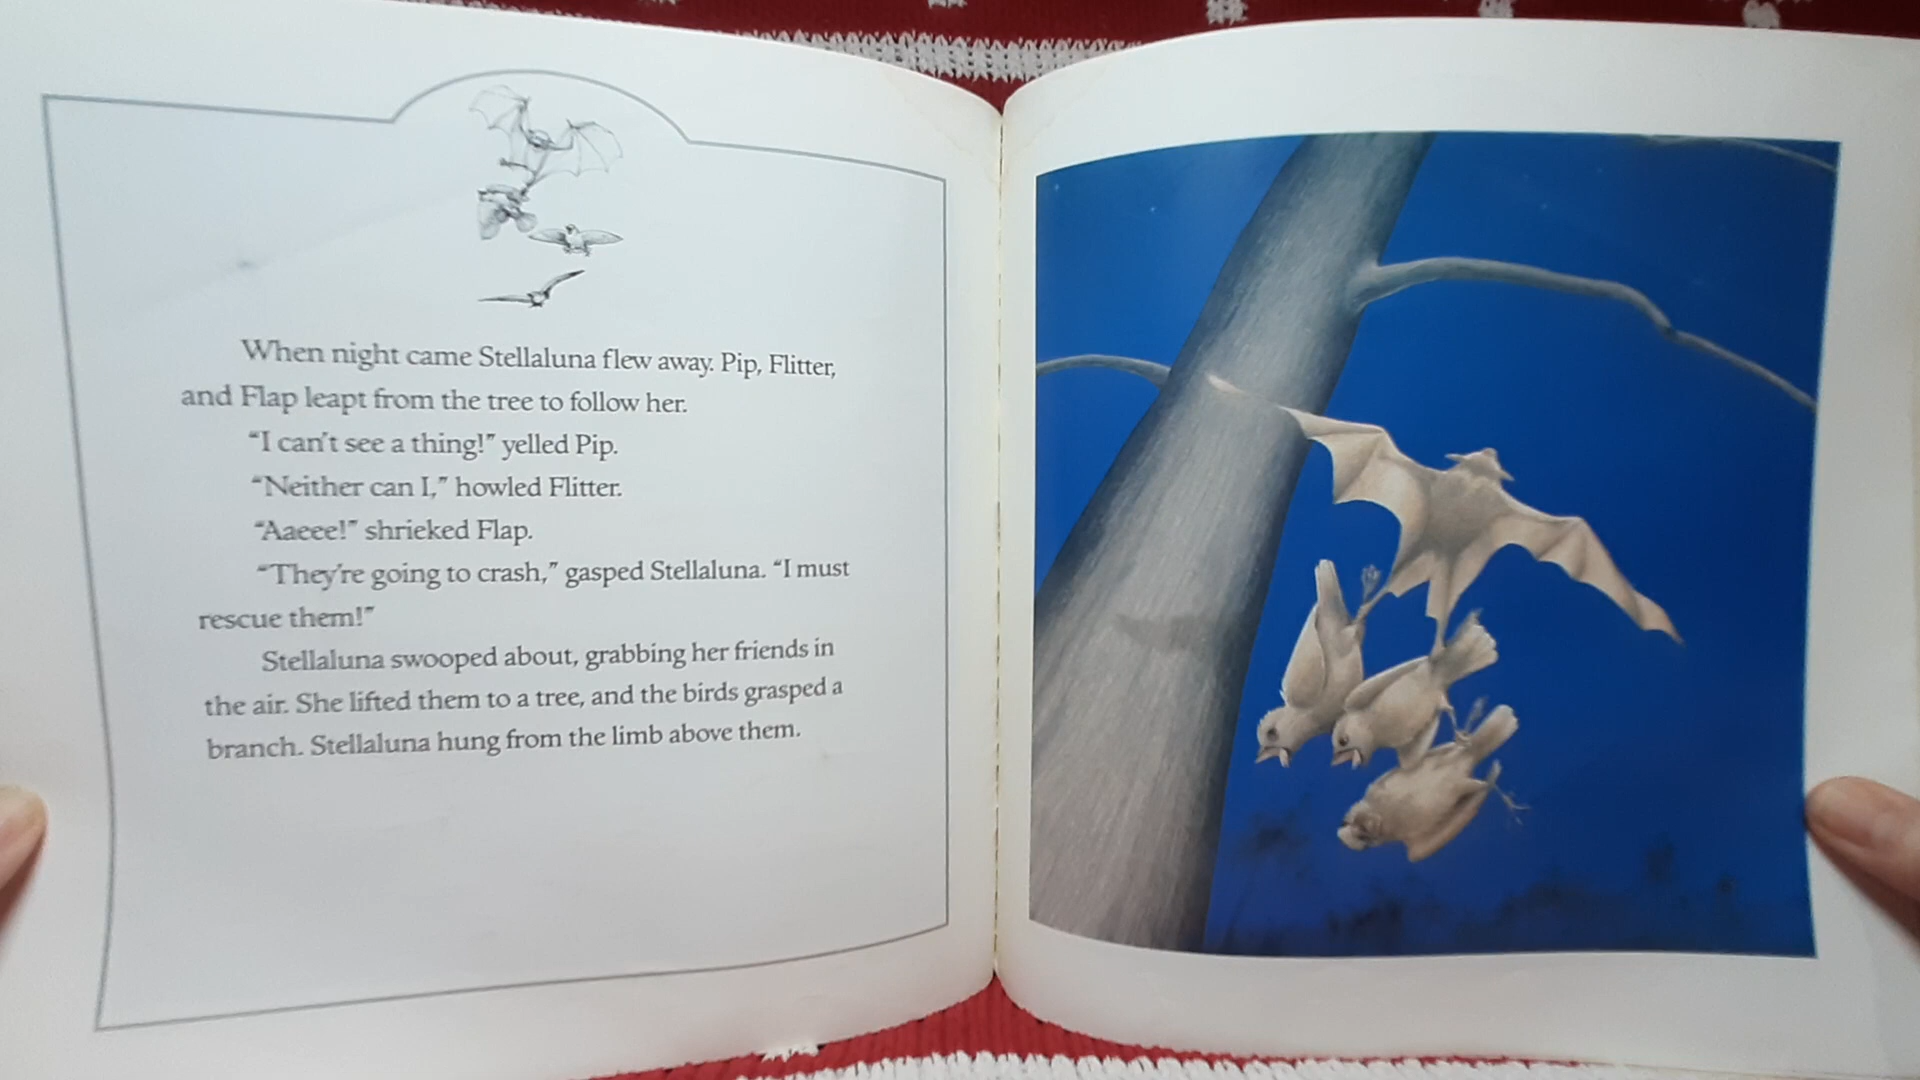 When night came Stellaluna flew away. Pip, Flitter,
and Flap leapt from the tree to follow her.
“I can’t see a thing!” yelled Pip.
“Neither can I,” howled Flitter.
“Aaeee!” shrieked Flap.
“They’re going to crash,” gasped Stellaluna. “I must
rescue them!”
Stellaluna swooped about, grabbing her friends in
the air. She lifted them to a tree, and the birds grasped a
branch. Stellaluna hung from the limb above them.